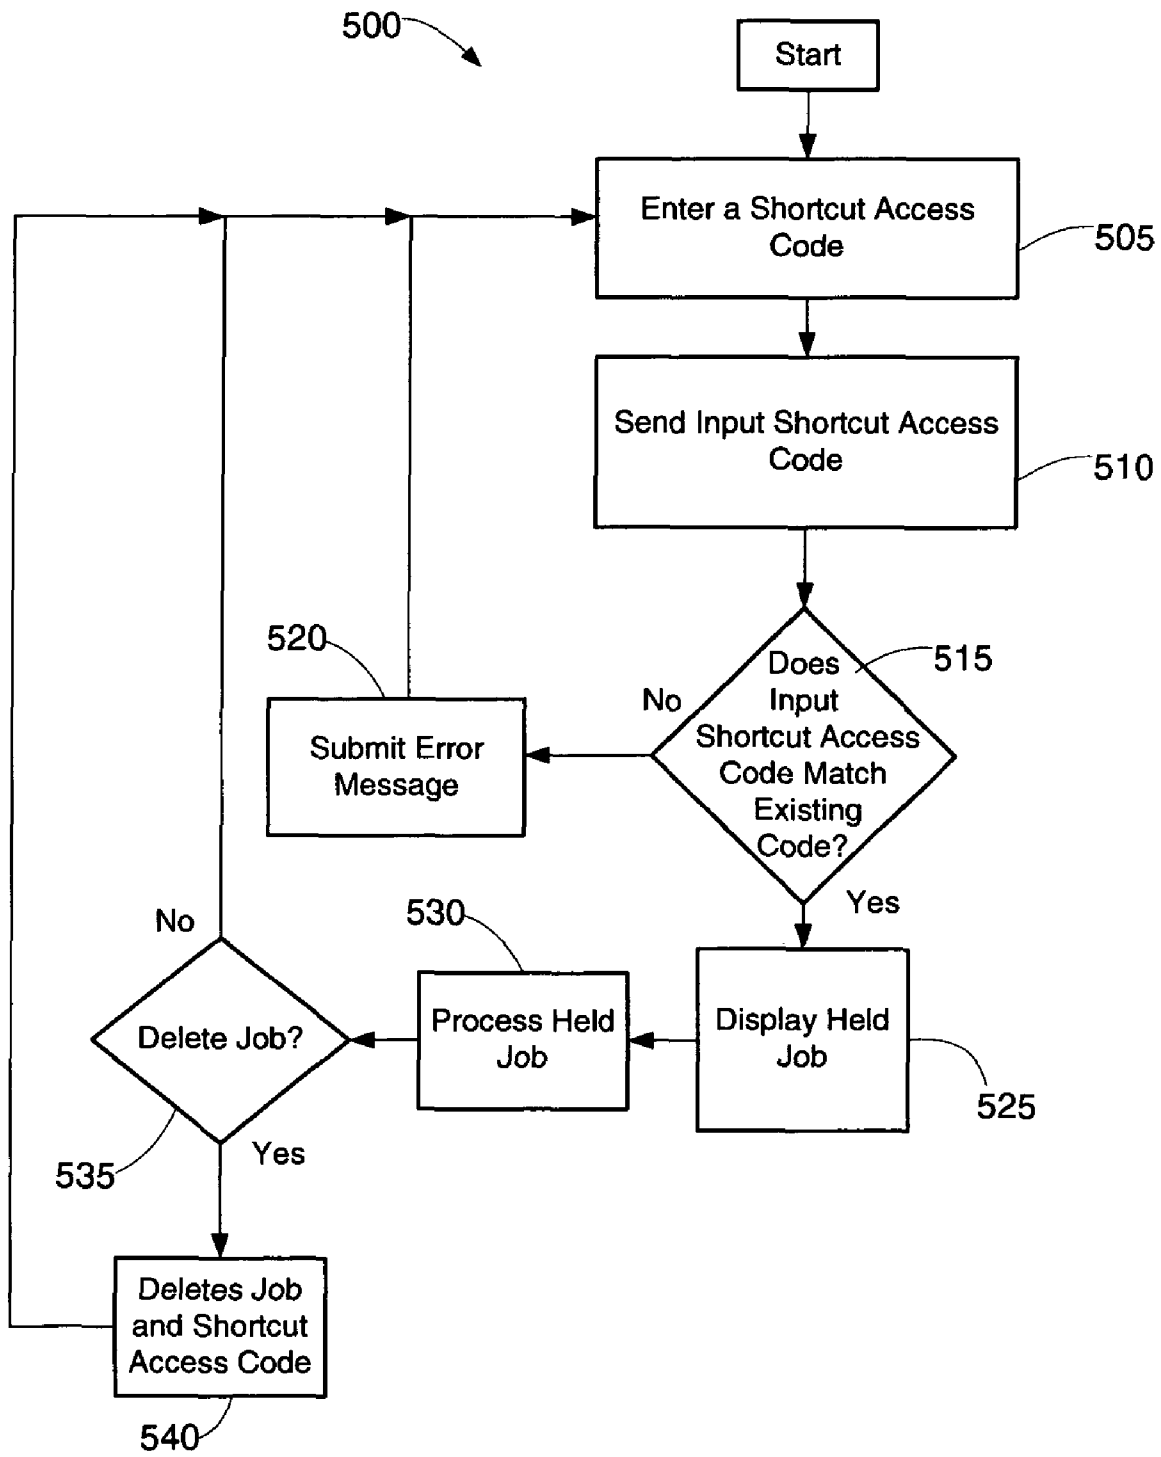 500
Start
Enter a Shortcut Access
Code
505
Send Input Shortcut Access
Code
510
520
Does
Input
Shortcut Access
Code Match
Existing
Code?
515
No
Submit Error
Message
Yes
530
No
Process Held
Job
Display Held
Job
Delete Job?
525
535
Yes
Deletes Job
and Shortcut
Access Code
540